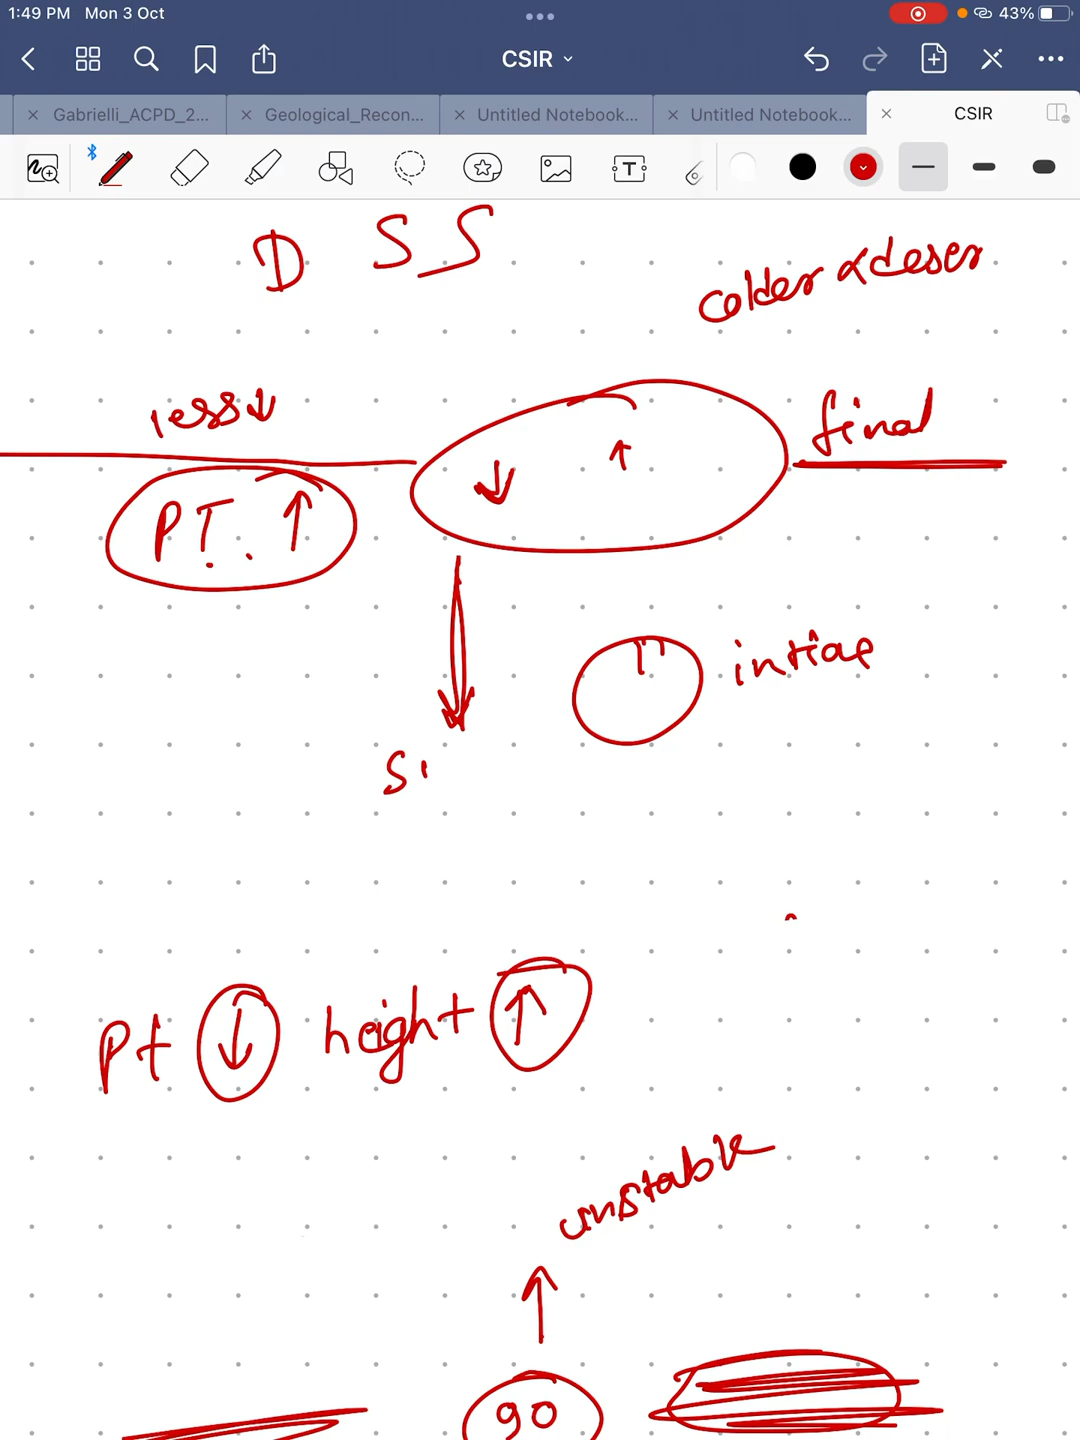 1:49 PM Mon 3 Oct 43%
CSIR
Gabrielli_ACPD_2... Geological_Recon... Untitled Notebook... Untitled Notebook... CSIR
T
D S S
colder & deser
less↓
final
↓ ↑
PT. ↑
intiae
S
Pt ↓ height ↑
unstable
↑
90